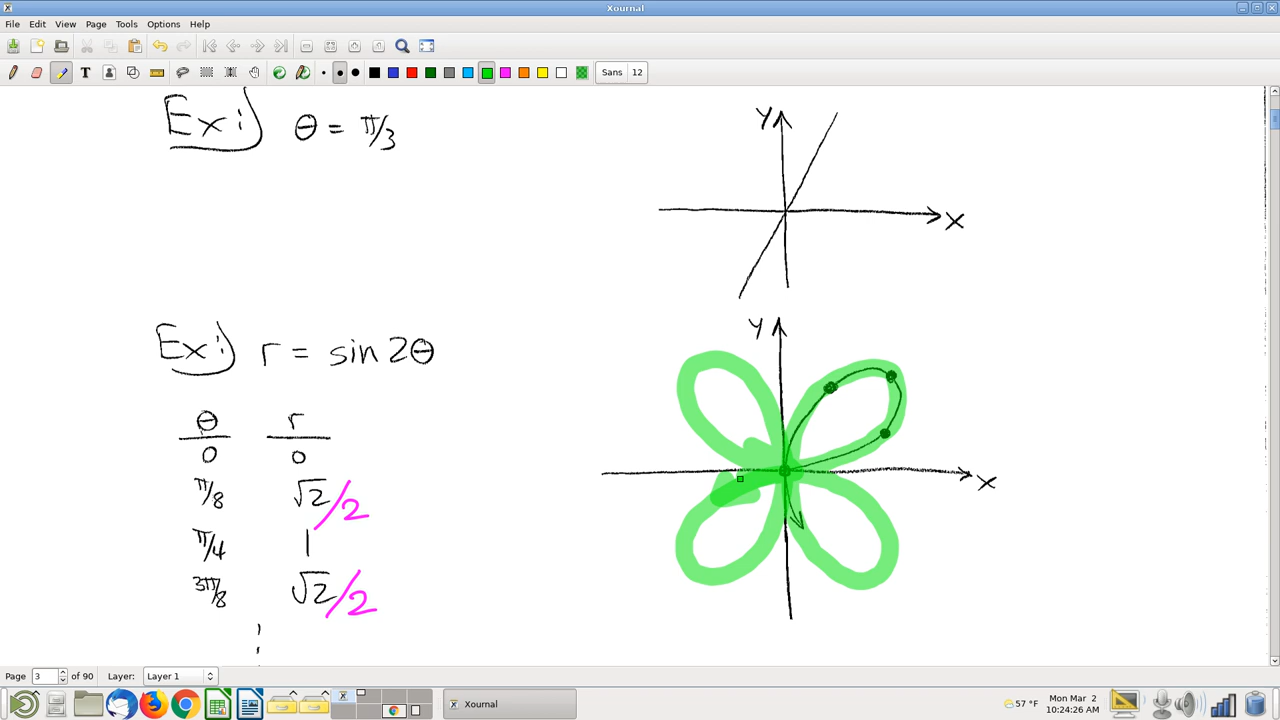 Xournal
File Edit View Page Tools Options Help
Sans 12
Ex:) θ = π/3
y
x
Ex:) r = sin 2θ
y
x
θ r
0 0
π/8 √2/2
π/4 1
3π/8 √2/2
⋮
Page 3 of 90 Layer: Layer 1
Xournal
57 °F
Mon Mar 2
10:24:26 AM